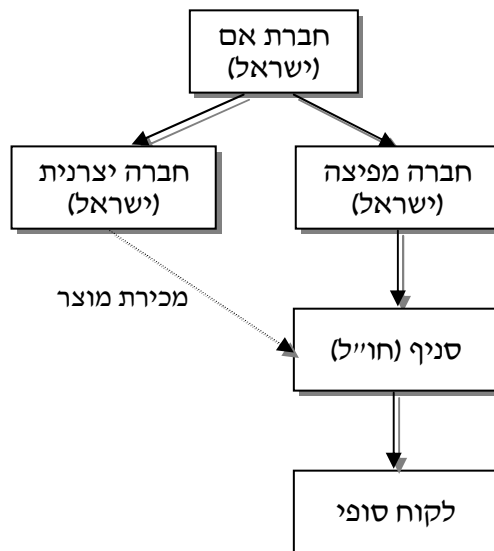 חברת אם
(ישראל)
חברה מפיצה
(ישראל)
חברה יצרנית
(ישראל)
מכירת מוצר
סניף (חו״ל)
לקוח סופי